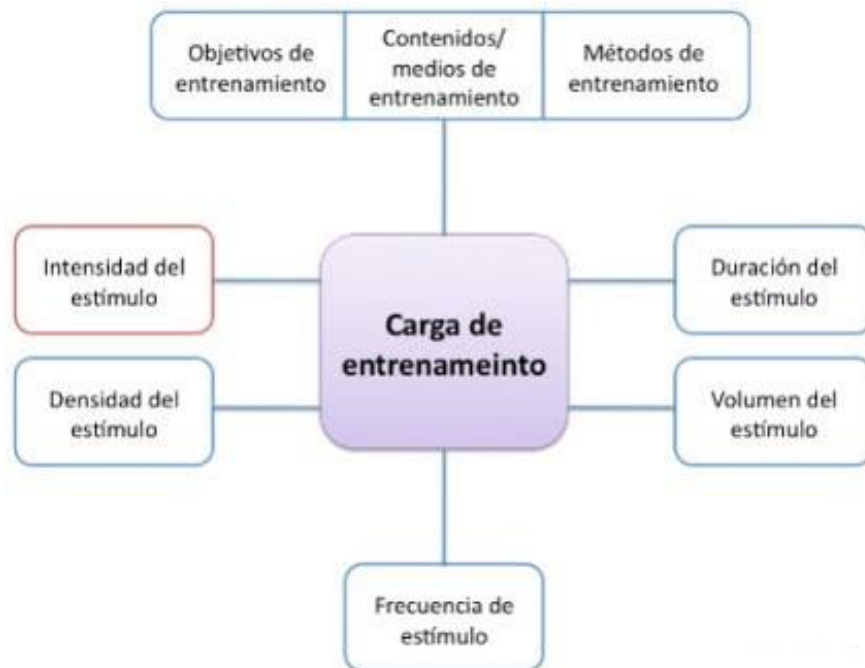 Objetivos de
entrenamiento
Contenidos/
medios de
entrenamiento
Métodos de
entrenamiento
Intensidad del
estímulo
Duración del
estímulo
Carga de
entrenameinto
Densidad del
estímulo
Volumen del
estímulo
Frecuencia de
estímulo